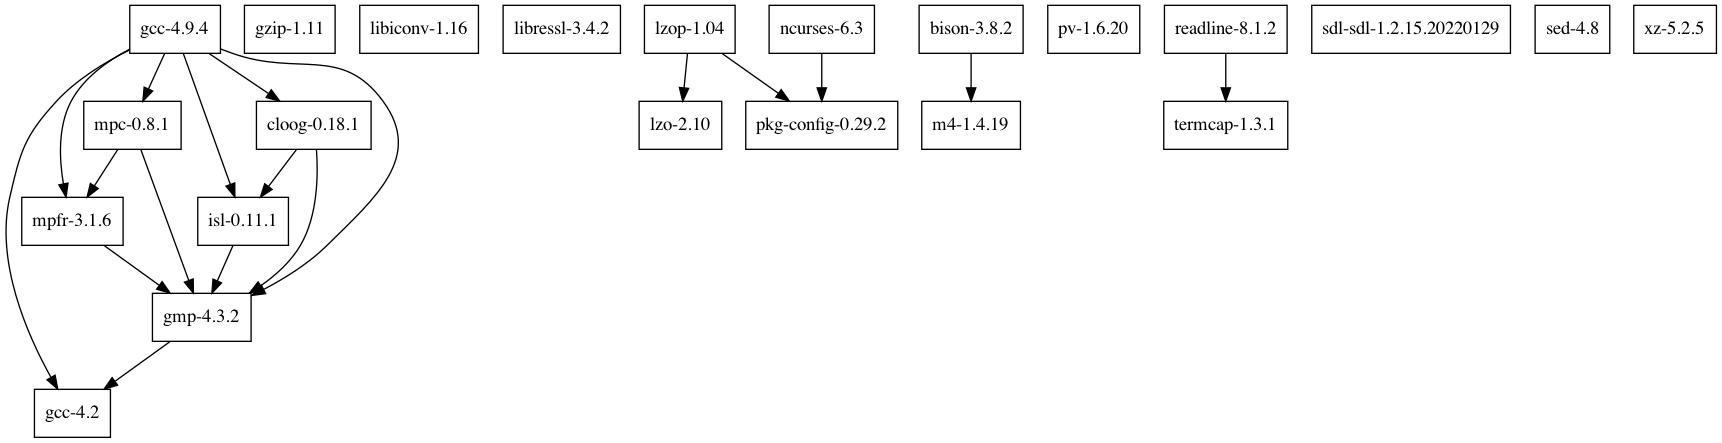 gcc-4.9.4
gzip-1.11
libiconv-1.16
libressl-3.4.2
lzop-1.04
ncurses-6.3
bison-3.8.2
pv-1.6.20
readline-8.1.2
sdl-sdl-1.2.15.20220129
sed-4.8
xz-5.2.5
mpc-0.8.1
cloog-0.18.1
lzo-2.10
pkg-config-0.29.2
m4-1.4.19
termcap-1.3.1
mpfr-3.1.6
isl-0.11.1
gmp-4.3.2
gcc-4.2